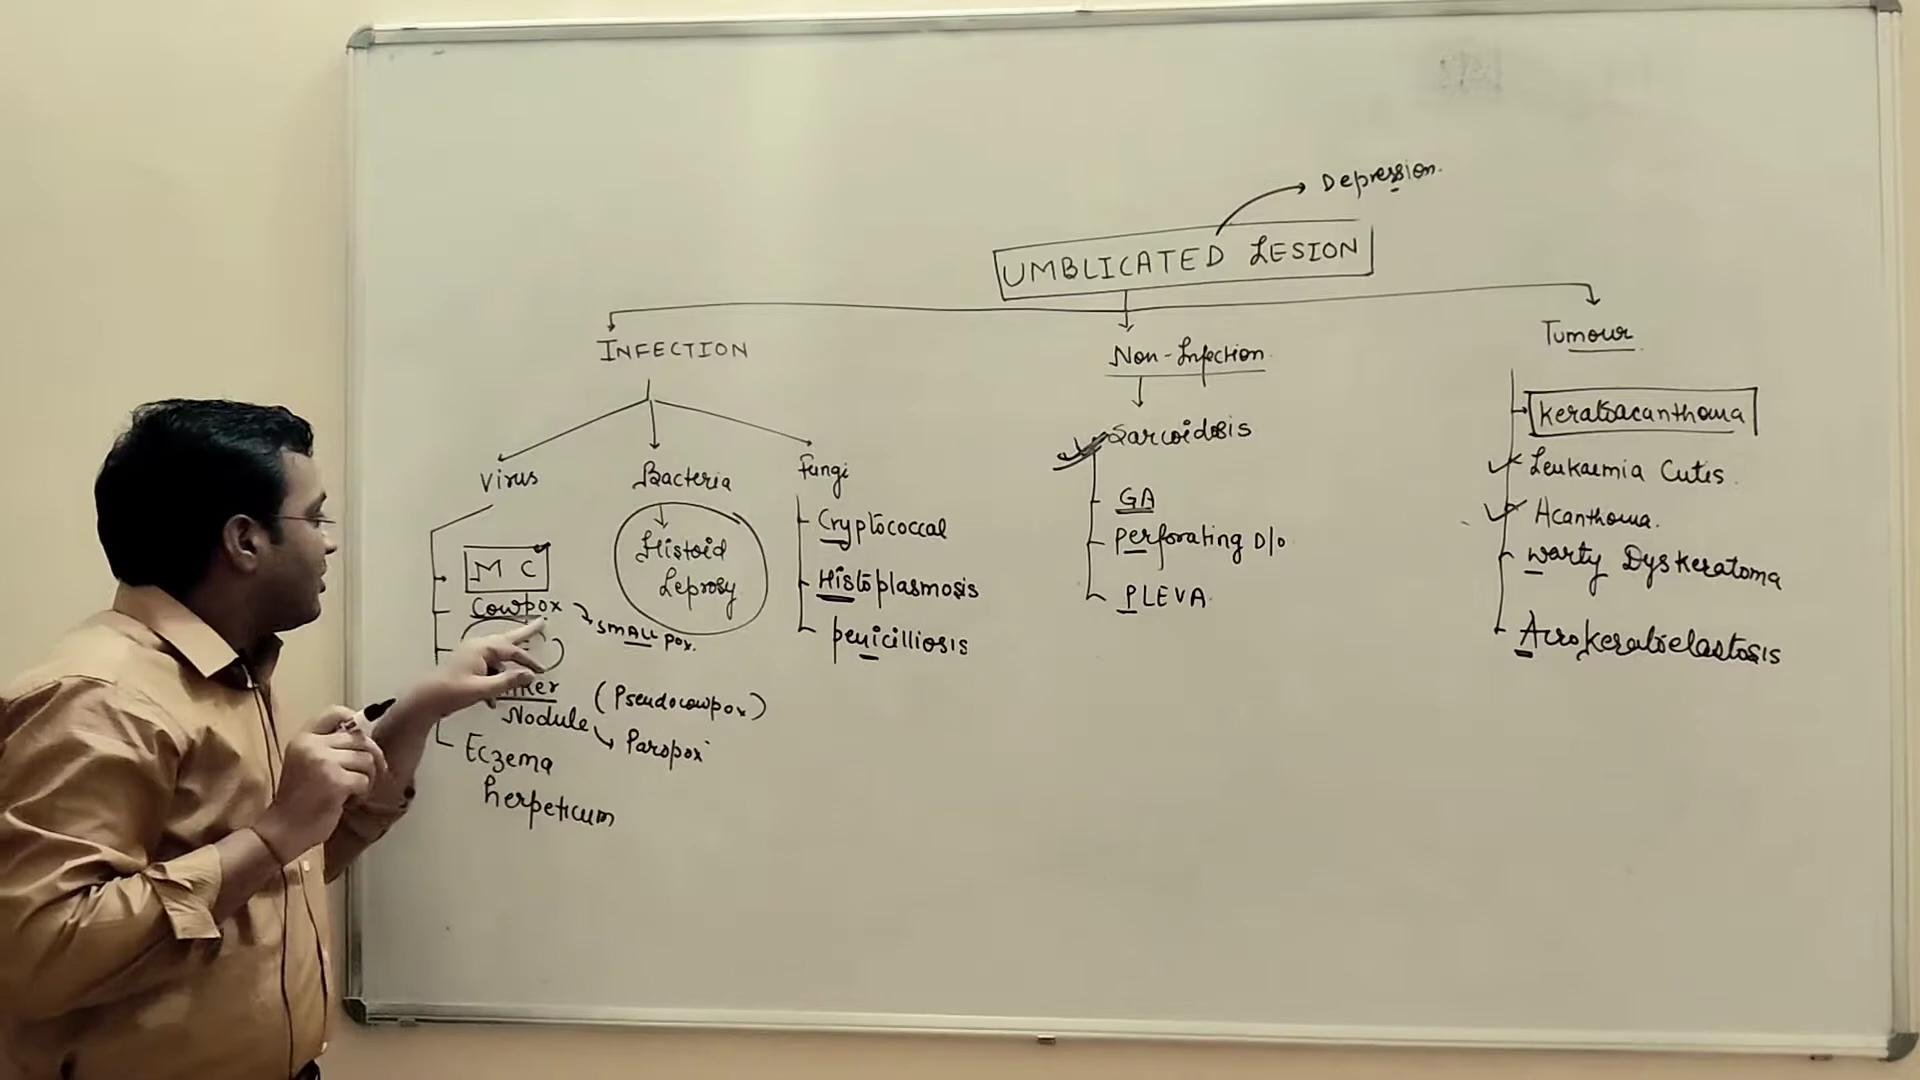 Depression.
UMBLICATED LESION
INFECTION
Virus
MC
Cowpox
SMALL POX.
Nodule
(Pseudocowpox)
Paropox
Eczema
herpeticum
Bacteria
Histoid
Leprosy
Fungi
Cryptococcal
Histoplasmosis
penicilliosis
Non-Infection
Sarcoidosis
GA
Perforating D/o
PLEVA
Tumour
Keratoacanthoma
Leukaemia Cutis.
Acanthoma.
Warty Dyskeratoma
Acrokeratoelastosis